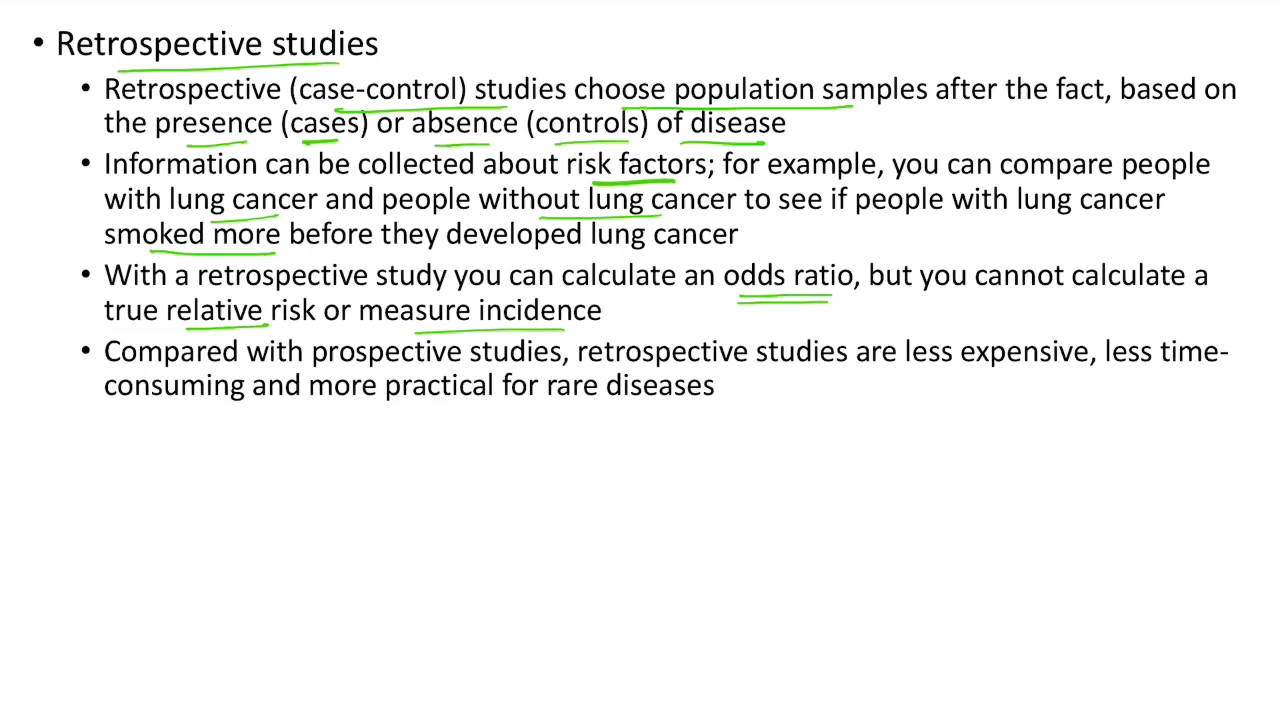 • Retrospective studies
• Retrospective (case-control) studies choose population samples after the fact, based on
the presence (cases) or absence (controls) of disease
• Information can be collected about risk factors; for example, you can compare people
with lung cancer and people without lung cancer to see if people with lung cancer
smoked more before they developed lung cancer
• With a retrospective study you can calculate an odds ratio, but you cannot calculate a
true relative risk or measure incidence
• Compared with prospective studies, retrospective studies are less expensive, less time-
consuming and more practical for rare diseases